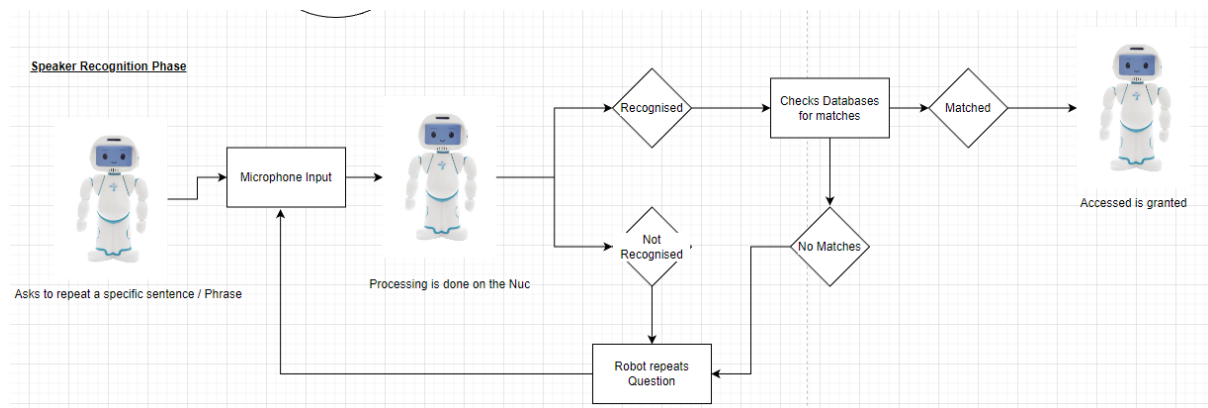 Speaker Recognition Phase
Asks to repeat a specific sentence / Phrase
Microphone Input
Processing is done on the Nuc
Recognised
Not
Recognised
Checks Databases
for matches
Matched
No Matches
Accessed is granted
Robot repeats
Question